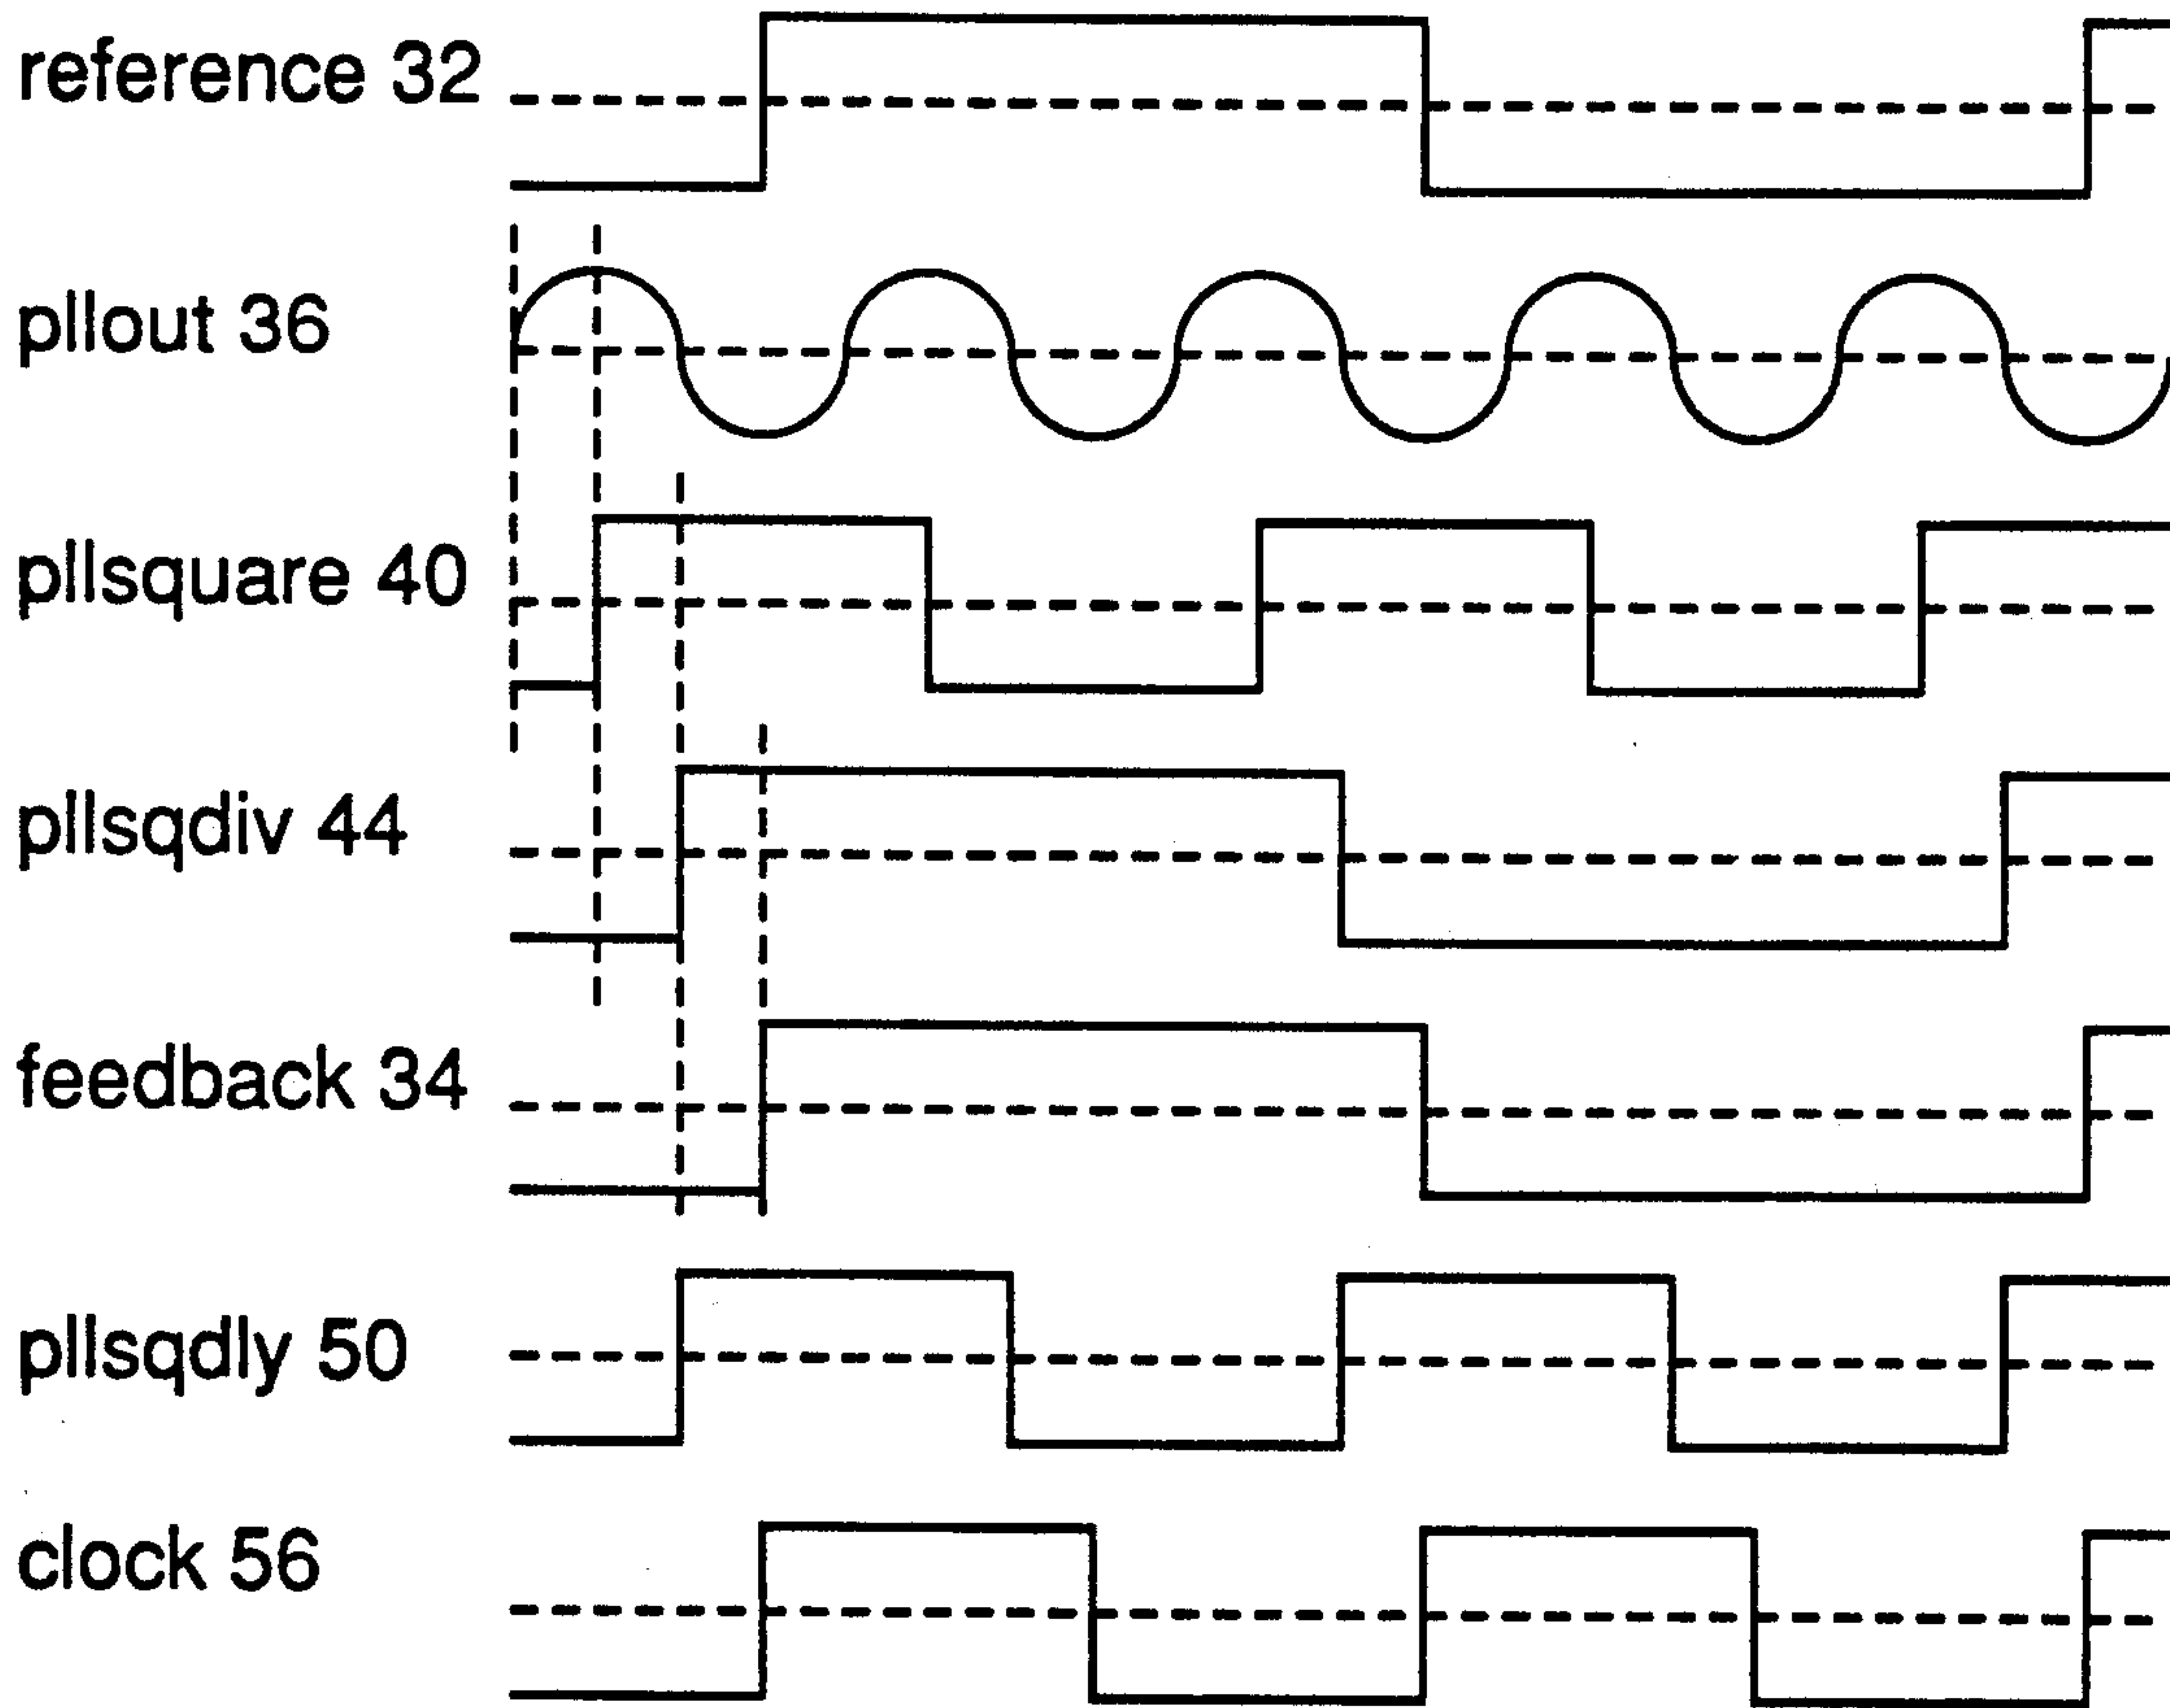 reference 32
pllout 36
pllsquare 40
pllsqdiv 44
feedback 34
pllsqdly 50
clock 56